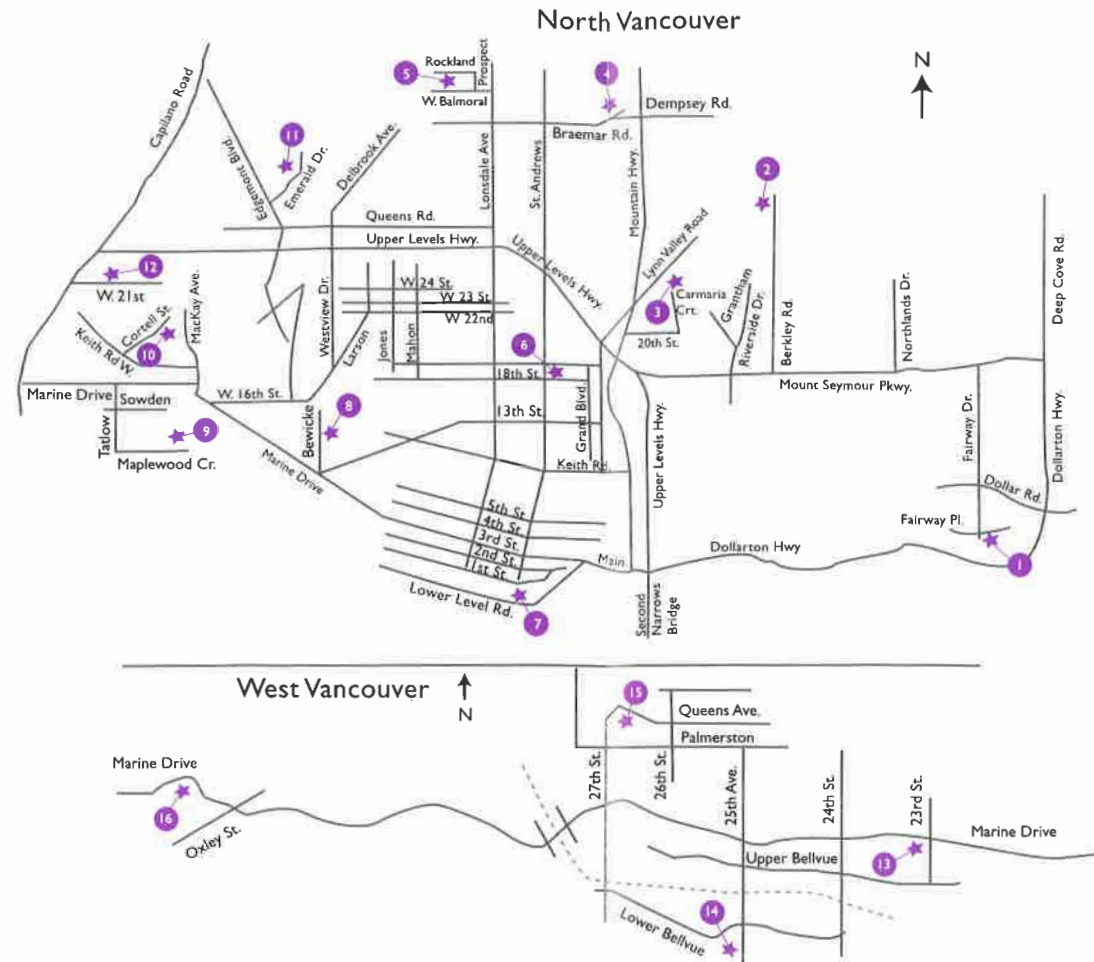 North Vancouver
N
Capilano Road
Edgemont Blvd.
11
Emerald Dr.
Delbrook Ave.
5
Rockland
Prospect
W. Balmoral
Lonsdale Ave
St. Andrews
4
Dempsey Rd.
Braemar Rd.
Mountain Hwy.
2
Queens Rd.
Upper Levels Hwy.
Upper Levels Hwy.
Lynn Valley Road
12
W. 21st
MacKay Ave.
Cortell St.
Keith Rd W.
10
Westview Dr.
Larson
Jones
Mahon
W. 24 St.
W. 23 St.
W. 22nd
3
Carmaria
Crt.
20th St.
Grantham
Riverside Dr.
Berkley Rd.
Northlands Dr.
Deep Cove Rd.
6
18th St.
Mount Seymour Pkwy.
Marine Drive
Sowden
Tatlow
9
Maplewood Cr.
W. 16th St.
Bewicke
8
Marine Drive
13th St.
Grand Blvd.
Keith Rd.
Upper Levels Hwy.
Fairway Dr.
Dollarton Hwy.
Dollar Rd.
Fairway Pl.
1
5th St
4th St.
3rd St.
2nd St.
1st St.
Main
Dollarton Hwy
Lower Level Rd.
7
Second
Narrows
Bridge
West Vancouver
N
15
Queens Ave.
Palmerston
Marine Drive
16
Oxley St.
27th St.
26th St.
25th Ave.
24th St.
23rd St.
Marine Drive
Upper Bellvue
13
14
Lower Bellvue